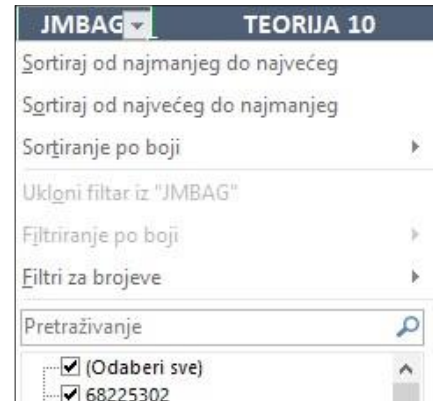 JMBAG TEORIJA 10
Sortiraj od najmanjeg do najvećeg
Sortiraj od najvećeg do najmanjeg
Sortiranje po boji
Ukloni filtar iz "JMBAG"
Filtriranje po boji
Filtri za brojeve
Pretraživanje
(Odaberi sve)
68225302